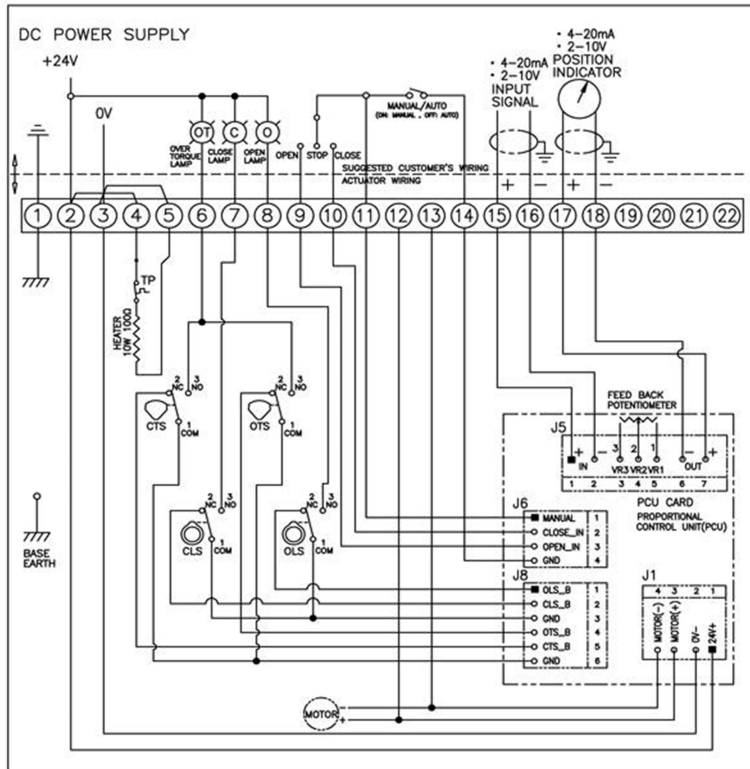 DC POWER SUPPLY
+24V
0V
• 4-20mA
• 2-10V
INPUT
SIGNAL
• 4-20mA
• 2-10V
POSITION
INDICATOR
OT
C
O
OVER
TORQUE
LAMP
CLOSE
LAMP
OPEN
LAMP
OPEN
STOP
CLOSE
MANUAL/AUTO
(ON: MANUAL , OFF: AUTO)
SUGGESTED CUSTOMER'S WIRING
ACTUATOR WIRING
+ − + −
1 2 3 4 5 6 7 8 9 10 11 12 13 14 15 16 17 18 19 20 21 22
TP
HEATER
10W 100Ω
2
NC
3
NO
1
COM
CTS
2
NC
3
NO
1
COM
OTS
2
NC
3
NO
1
COM
CLS
2
NC
3
NO
1
COM
OLS
BASE
EARTH
FEED BACK
POTENTIOMETER
J5
+ − 3 2 1 − +
IN VR3 VR2 VR1 OUT
1 2 3 4 5 6 7
PCU CARD
PROPORTIONAL
CONTROL UNIT(PCU)
J6
MANUAL 1
CLOSE_IN 2
OPEN_IN 3
GND 4
J8
OLS_B 1
CLS_B 2
GND 3
OTS_B 4
CTS_B 5
GND 6
J1
4 3 2 1
MOTOR(-)
MOTOR(+)
0V-
24V+
MOTOR
− +